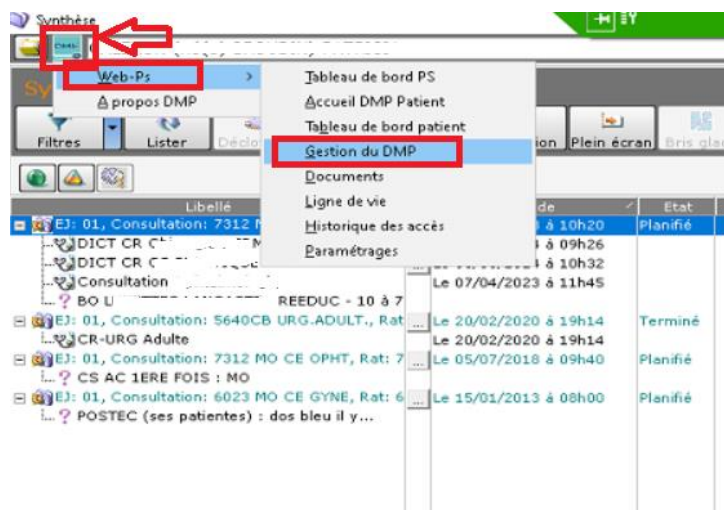 Synthèse
DMP
Web-Ps >
A propos DMP
Tableau de bord PS
Accueil DMP Patient
Tableau de bord patient
Gestion du DMP
Documents
Ligne de vie
Historique des accès
Paramétrages
Filtres Lister Plein écran Bris
Libellé de Etat
EJ: 01, Consultation: 7312 à 10h20 Planifié
DICT CR à 09h26
DICT CR à 10h32
Consultation Le 07/04/2023 à 11h45
? BO REEDUC - 10 à 7
EJ: 01, Consultation: 5640CB URG.ADULT., Rat ... Le 20/02/2020 à 19h14 Terminé
CR-URG Adulte Le 20/02/2020 à 19h14
EJ: 01, Consultation: 7312 MO CE OPHT, Rat: 7 ... Le 05/07/2018 à 09h40 Planifié
? CS AC 1ERE FOIS : MO
EJ: 01, Consultation: 6023 MO CE GYNE, Rat: 6 ... Le 15/01/2013 à 08h00 Planifié
? POSTEC (ses patientes) : dos bleu il y...